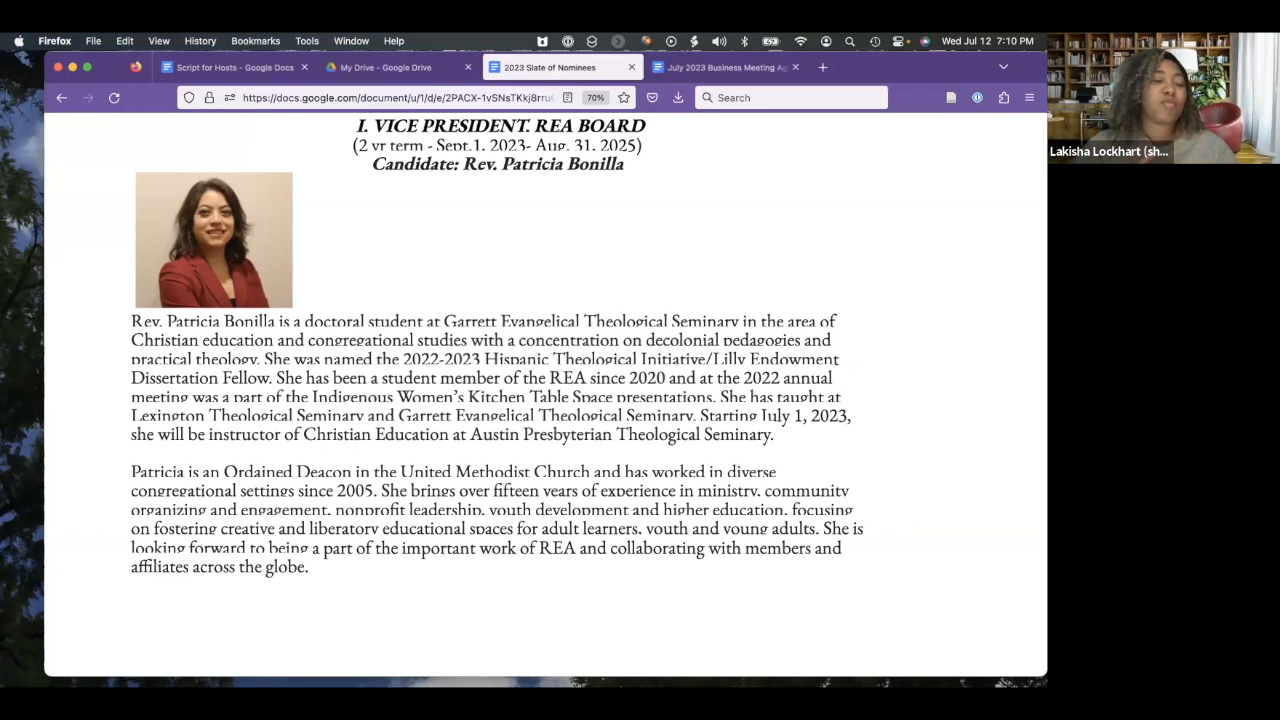 Firefox File Edit View History Bookmarks Tools Window Help Wed Jul 12 7:10 PM
Script for Hosts - Google Docs My Drive - Google Drive 2023 Slate of Nominees July 2023 Business Meeting Ag
https://docs.google.com/document/u/1/d/e/2PACX-1vSNsTKkj8rru 70% Search
I. VICE PRESIDENT, REA BOARD
(2 yr term - Sept.1, 2023- Aug. 31, 2025)
Candidate: Rev. Patricia Bonilla
Rev. Patricia Bonilla is a doctoral student at Garrett Evangelical Theological Seminary in the area of
Christian education and congregational studies with a concentration on decolonial pedagogies and
practical theology. She was named the 2022-2023 Hispanic Theological Initiative/Lilly Endowment
Dissertation Fellow. She has been a student member of the REA since 2020 and at the 2022 annual
meeting was a part of the Indigenous Women's Kitchen Table Space presentations. She has taught at
Lexington Theological Seminary and Garrett Evangelical Theological Seminary. Starting July 1, 2023,
she will be instructor of Christian Education at Austin Presbyterian Theological Seminary.
Patricia is an Ordained Deacon in the United Methodist Church and has worked in diverse
congregational settings since 2005. She brings over fifteen years of experience in ministry, community
organizing and engagement, nonprofit leadership, youth development and higher education, focusing
on fostering creative and liberatory educational spaces for adult learners, youth and young adults. She is
looking forward to being a part of the important work of REA and collaborating with members and
affiliates across the globe.
Lakisha Lockhart (sh...